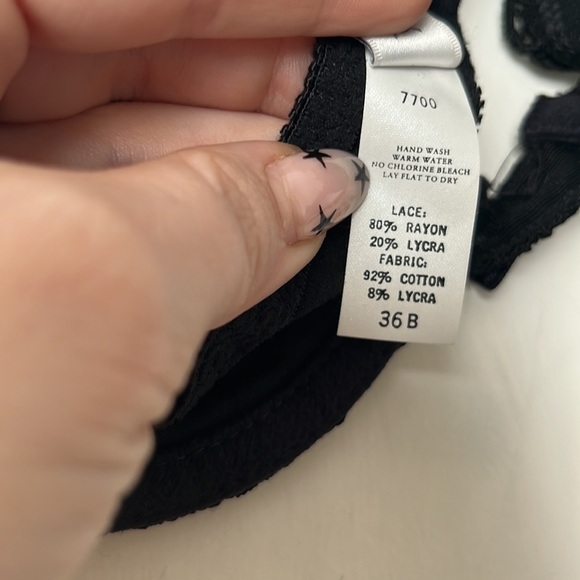 7700
HAND WASH
WARM WATER
NO CHLORINE BLEACH
LAY FLAT TO DRY
LACE:
80% RAYON
20% LYCRA
FABRIC:
92% COTTON
8% LYCRA
36 B